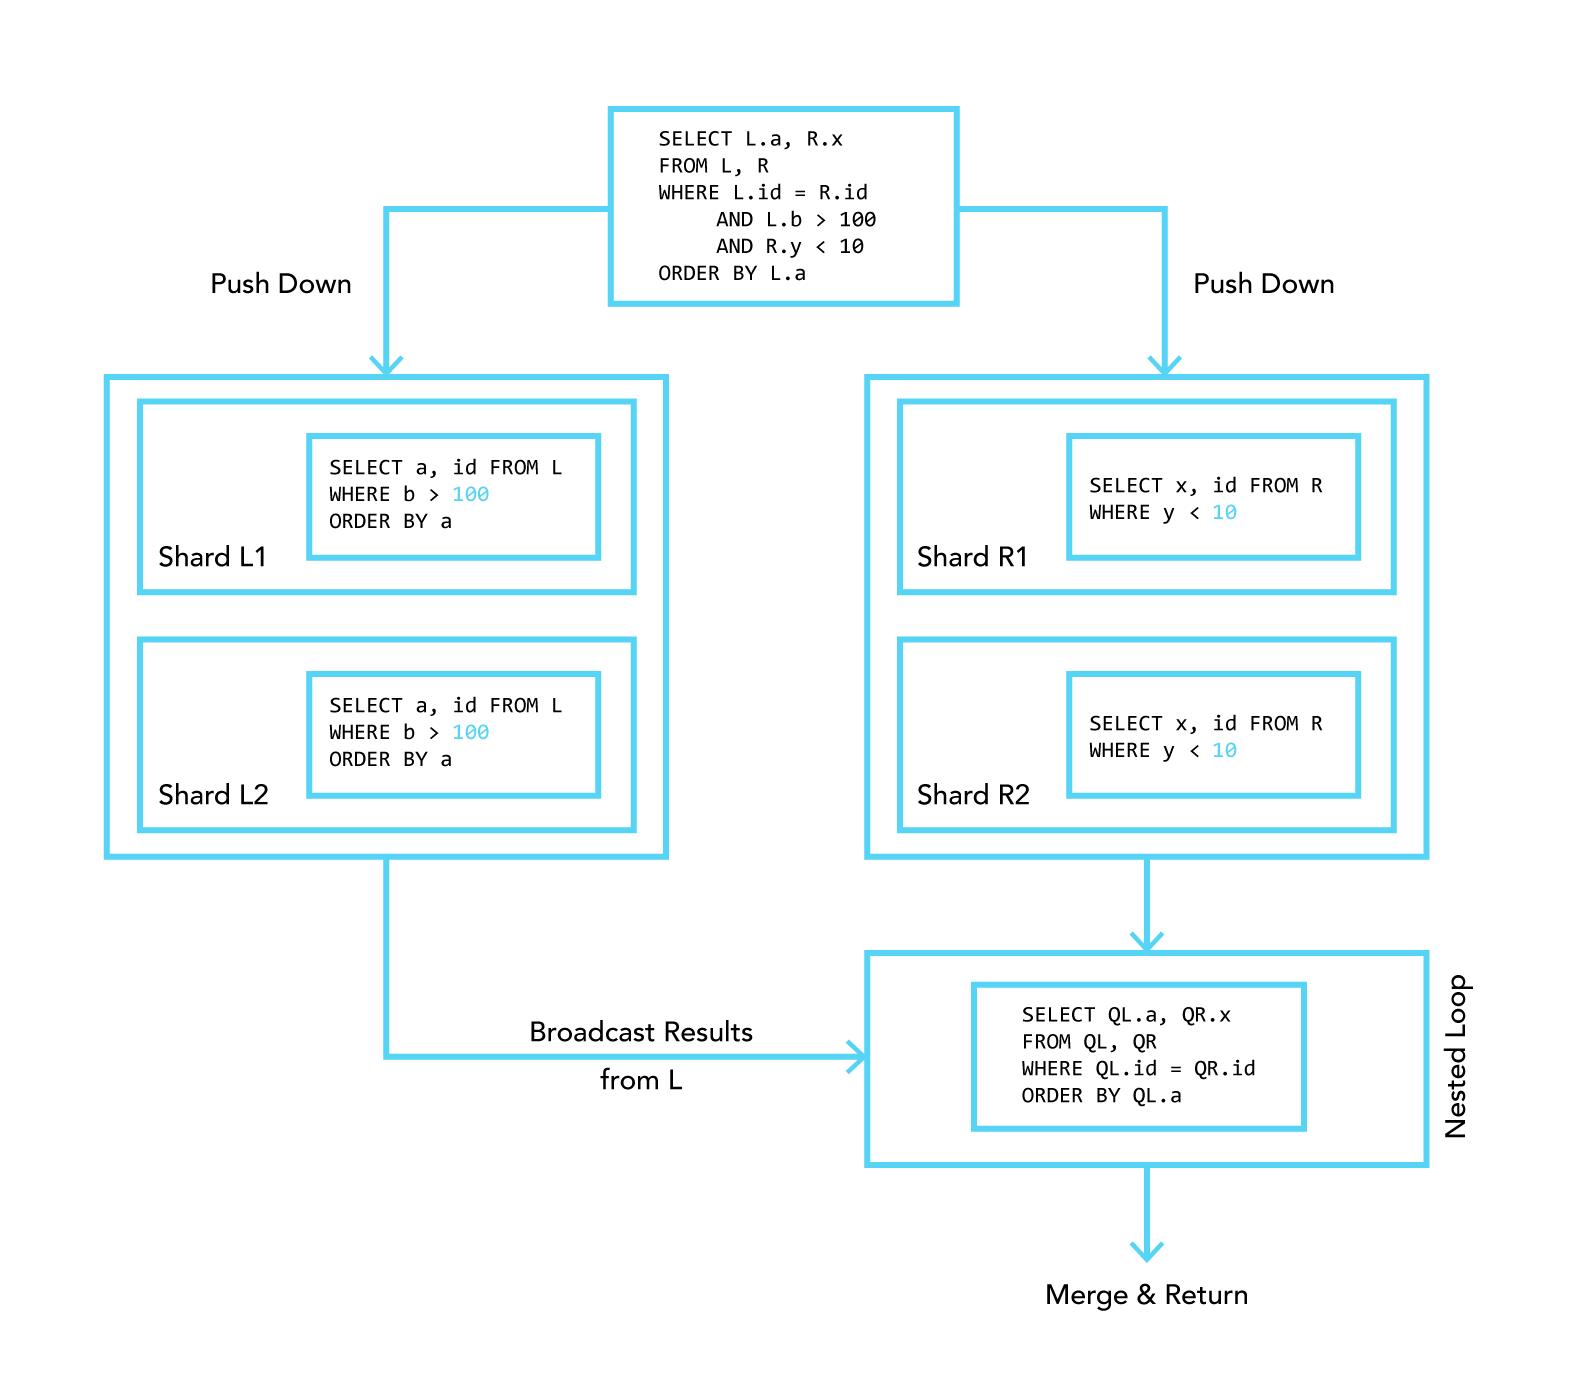 SELECT L.a, R.x
FROM L, R
WHERE L.id = R.id
AND L.b > 100
AND R.y < 10
ORDER BY L.a
Push Down
Push Down
SELECT a, id FROM L
WHERE b > 100
ORDER BY a
Shard L1
SELECT x, id FROM R
WHERE y < 10
Shard R1
SELECT a, id FROM L
WHERE b > 100
ORDER BY a
Shard L2
SELECT x, id FROM R
WHERE y < 10
Shard R2
Broadcast Results
from L
SELECT QL.a, QR.x
FROM QL, QR
WHERE QL.id = QR.id
ORDER BY QL.a
Nested Loop
Merge & Return